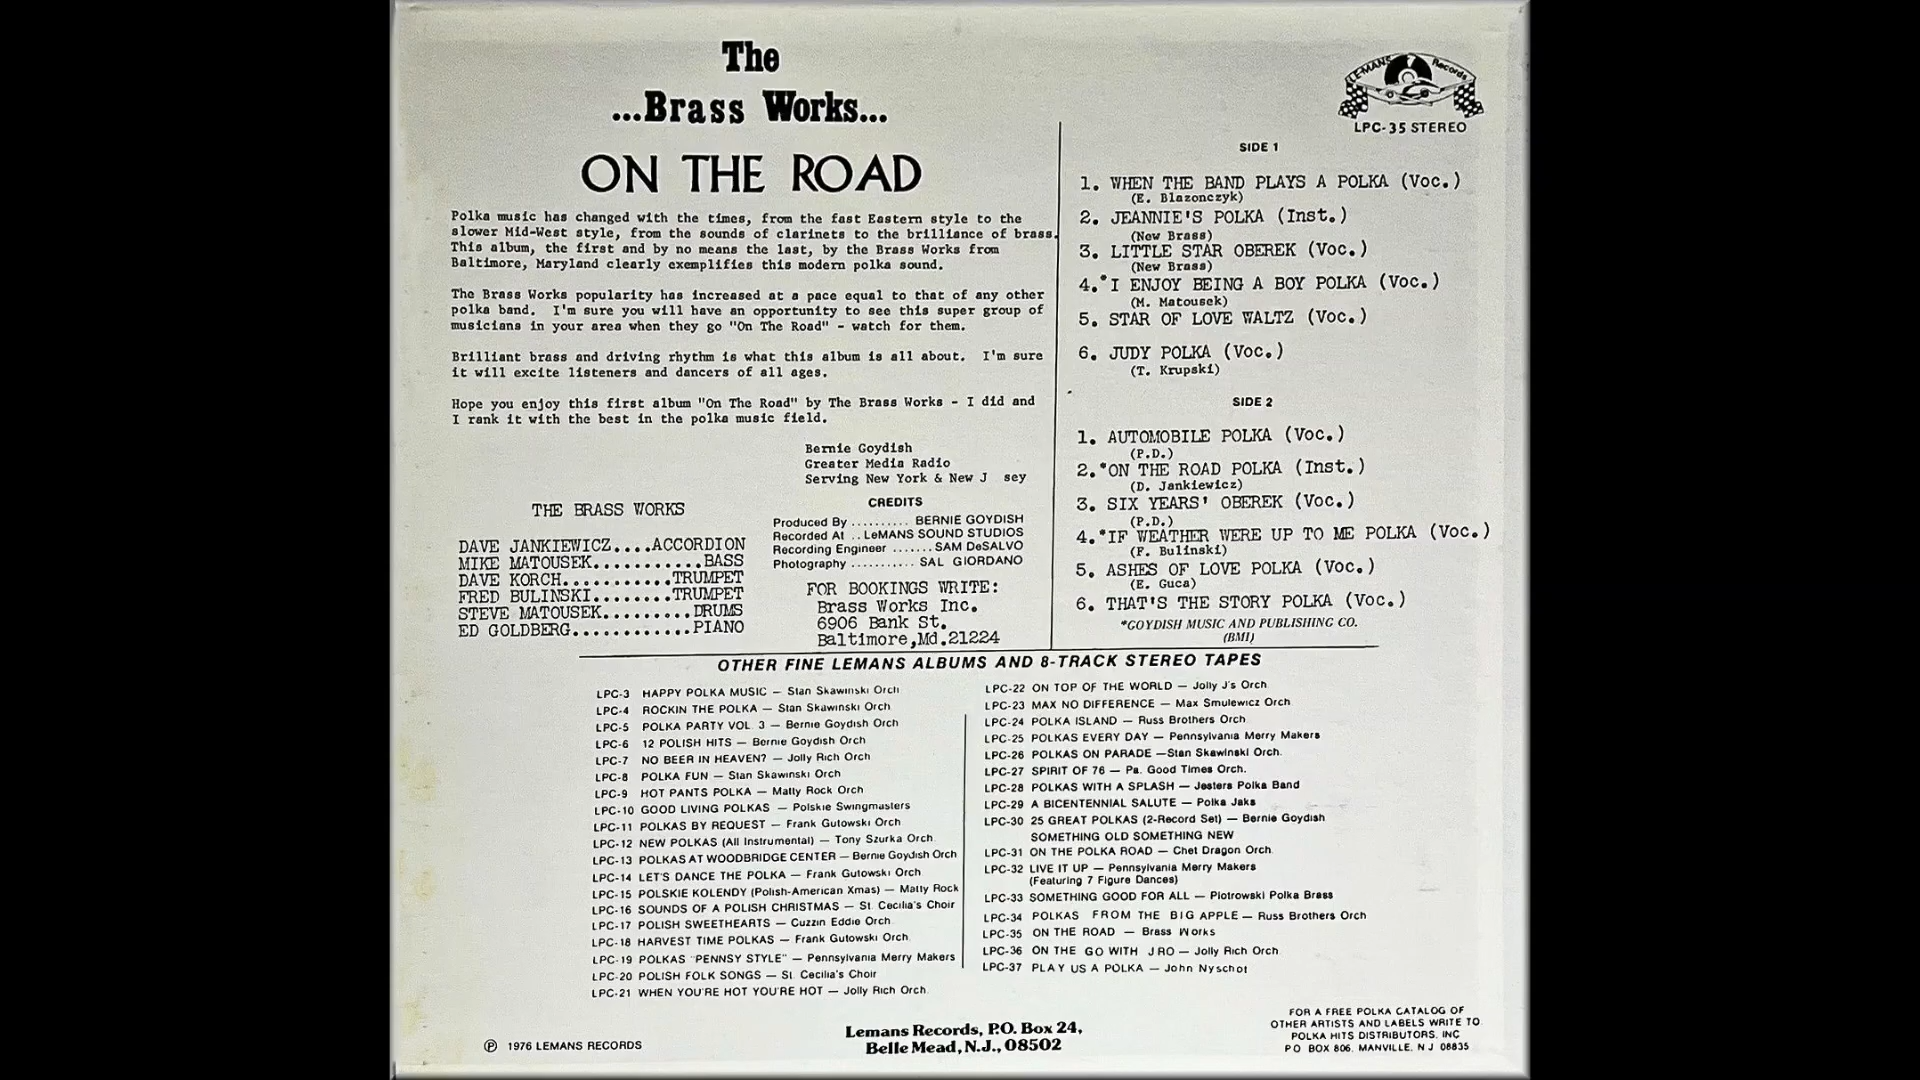 The
...Brass Works...
ON THE ROAD
Polka music has changed with the times, from the fast Eastern style to the
slower Mid-West style, from the sounds of clarinets to the brilliance of brass.
This album, the first and by no means the last, by the Brass Works from
Baltimore, Maryland clearly exemplifies this modern polka sound.
The Brass Works popularity has increased at a pace equal to that of any other
polka band. I'm sure you will have an opportunity to see this super group of
musicians in your area when they go "On The Road" - watch for them.
Brilliant brass and driving rhythm is what this album is all about. I'm sure
it will excite listeners and dancers of all ages.
Hope you enjoy this first album "On The Road" by The Brass Works - I did and
I rank it with the best in the polka music field.
Bernie Goydish
Greater Media Radio
Serving New York & New J sey
THE BRASS WORKS
DAVE JANKIEWICZ....ACCORDION
MIKE MATOUSEK...........BASS
DAVE KORCH...........TRUMPET
FRED BULINSKI........TRUMPET
STEVE MATOUSEK.........DRUMS
ED GOLDBERG............PIANO
CREDITS
Produced By .......... BERNIE GOYDISH
Recorded At .. LeMANS SOUND STUDIOS
Recording Engineer ....... SAM DeSALVO
Photography ........... SAL GIORDANO
FOR BOOKINGS WRITE:
Brass Works Inc.
6906 Bank St.
Baltimore,Md.21224
LE-MANS Records
LPC-35 STEREO
SIDE 1
1. WHEN THE BAND PLAYS A POLKA (Voc.)
(E. Blazonczyk)
2. JEANNIE'S POLKA (Inst.)
(New Brass)
3. LITTLE STAR OBEREK (Voc.)
(New Brass)
4.*I ENJOY BEING A BOY POLKA (Voc.)
(M. Matousek)
5. STAR OF LOVE WALTZ (Voc.)
6. JUDY POLKA (Voc.)
(T. Krupski)
SIDE 2
1. AUTOMOBILE POLKA (Voc.)
(P.D.)
2.*ON THE ROAD POLKA (Inst.)
(D. Jankiewicz)
3. SIX YEARS' OBEREK (Voc.)
(P.D.)
4.*IF WEATHER WERE UP TO ME POLKA (Voc.)
(F. Bulinski)
5. ASHES OF LOVE POLKA (Voc.)
(E. Guca)
6. THAT'S THE STORY POLKA (Voc.)
*GOYDISH MUSIC AND PUBLISHING CO.
(BMI)
OTHER FINE LEMANS ALBUMS AND 8-TRACK STEREO TAPES
LPC-3 HAPPY POLKA MUSIC — Stan Skawinski Orch
LPC-4 ROCKIN THE POLKA — Stan Skawinski Orch.
LPC-5 POLKA PARTY VOL. 3 — Bernie Goydish Orch
LPC-6 12 POLISH HITS — Bernie Goydish Orch
LPC-7 NO BEER IN HEAVEN? — Jolly Rich Orch
LPC-8 POLKA FUN — Stan Skawinski Orch
LPC-9 HOT PANTS POLKA — Matty Rock Orch
LPC-10 GOOD LIVING POLKAS — Polskie Swingmasters
LPC-11 POLKAS BY REQUEST — Frank Gutowski Orch
LPC-12 NEW POLKAS (All Instrumental) — Tony Szurka Orch.
LPC-13 POLKAS AT WOODBRIDGE CENTER — Bernie Goydish Orch
LPC-14 LET'S DANCE THE POLKA — Frank Gutowski Orch
LPC-15 POLSKIE KOLENDY (Polish-American Xmas) — Matty Rock
LPC-16 SOUNDS OF A POLISH CHRISTMAS — St. Cecilia's Choir
LPC-17 POLISH SWEETHEARTS — Cuzzin Eddie Orch.
LPC-18 HARVEST TIME POLKAS — Frank Gutowski Orch.
LPC-19 POLKAS "PENNSY STYLE" — Pennsylvania Merry Makers
LPC-20 POLISH FOLK SONGS — St. Cecilia's Choir
LPC-21 WHEN YOU'RE HOT YOU'RE HOT — Jolly Rich Orch.
LPC-22 ON TOP OF THE WORLD — Jolly J's Orch.
LPC-23 MAX NO DIFFERENCE — Max Smulewicz Orch
LPC-24 POLKA ISLAND — Russ Brothers Orch
LPC-25 POLKAS EVERY DAY — Pennsylvania Merry Makers
LPC-26 POLKAS ON PARADE —Stan Skawinski Orch.
LPC-27 SPIRIT OF 76 — Pa. Good Times Orch.
LPC-28 POLKAS WITH A SPLASH — Jesters Polka Band
LPC-29 A BICENTENNIAL SALUTE — Polka Jaks
LPC-30 25 GREAT POLKAS (2-Record Set) — Bernie Goydish
SOMETHING OLD SOMETHING NEW
LPC-31 ON THE POLKA ROAD — Chet Dragon Orch.
LPC-32 LIVE IT UP — Pennsylvania Merry Makers
(Featuring 7 Figure Dances)
LPC-33 SOMETHING GOOD FOR ALL — Piotrowski Polka Brass
LPC-34 POLKAS FROM THE BIG APPLE — Russ Brothers Orch
LPC-35 ON THE ROAD — Brass Works
LPC-36 ON THE GO WITH JRO — Jolly Rich Orch.
LPC-37 PLAY US A POLKA — John Nyschot
℗ 1976 LEMANS RECORDS
Lemans Records, P.O. Box 24,
Belle Mead, N.J., 08502
FOR A FREE POLKA CATALOG OF
OTHER ARTISTS AND LABELS WRITE TO
POLKA HITS DISTRIBUTORS, INC
P O BOX 806, MANVILLE, N J 08835